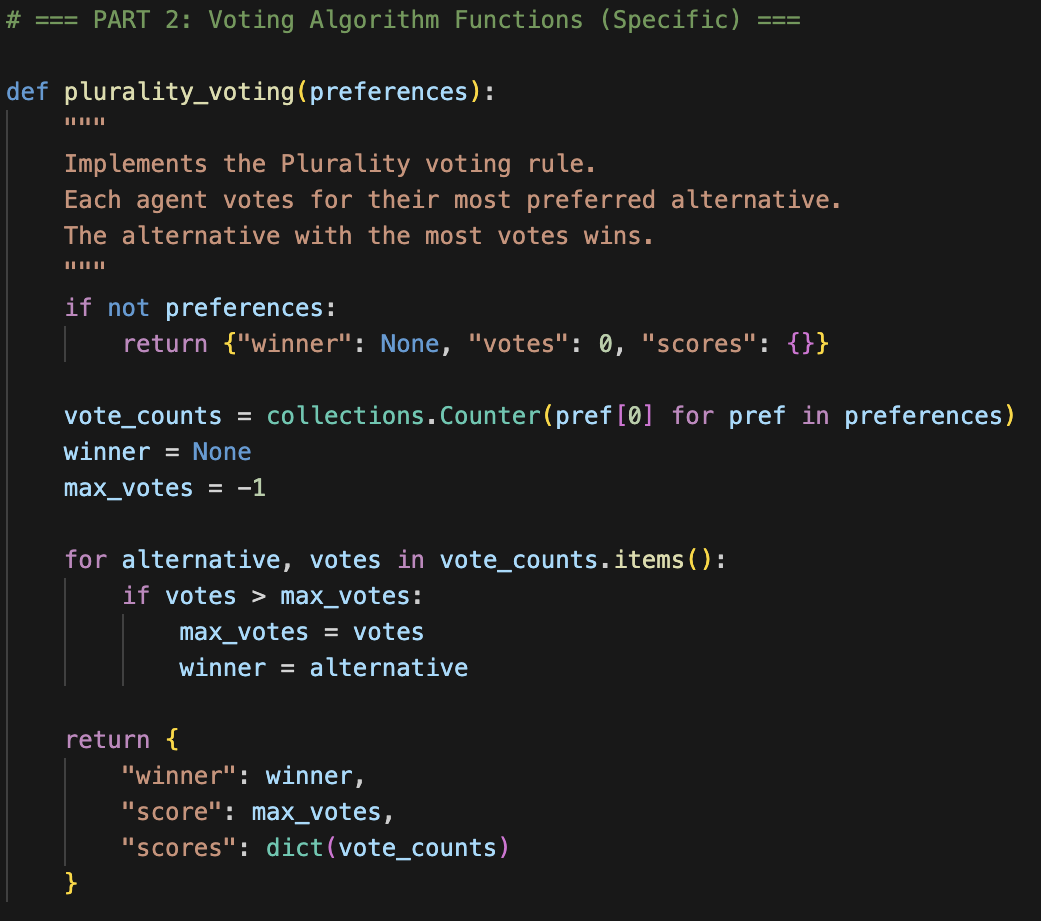 # === PART 2: Voting Algorithm Functions (Specific) ===
def plurality_voting(preferences):
    """
    Implements the Plurality voting rule.
    Each agent votes for their most preferred alternative.
    The alternative with the most votes wins.
    """
    if not preferences:
        return {"winner": None, "votes": 0, "scores": {}}
    vote_counts = collections.Counter(pref[0] for pref in preferences)
    winner = None
    max_votes = -1
    for alternative, votes in vote_counts.items():
        if votes > max_votes:
            max_votes = votes
            winner = alternative
    return {
        "winner": winner,
        "score": max_votes,
        "scores": dict(vote_counts)
    }